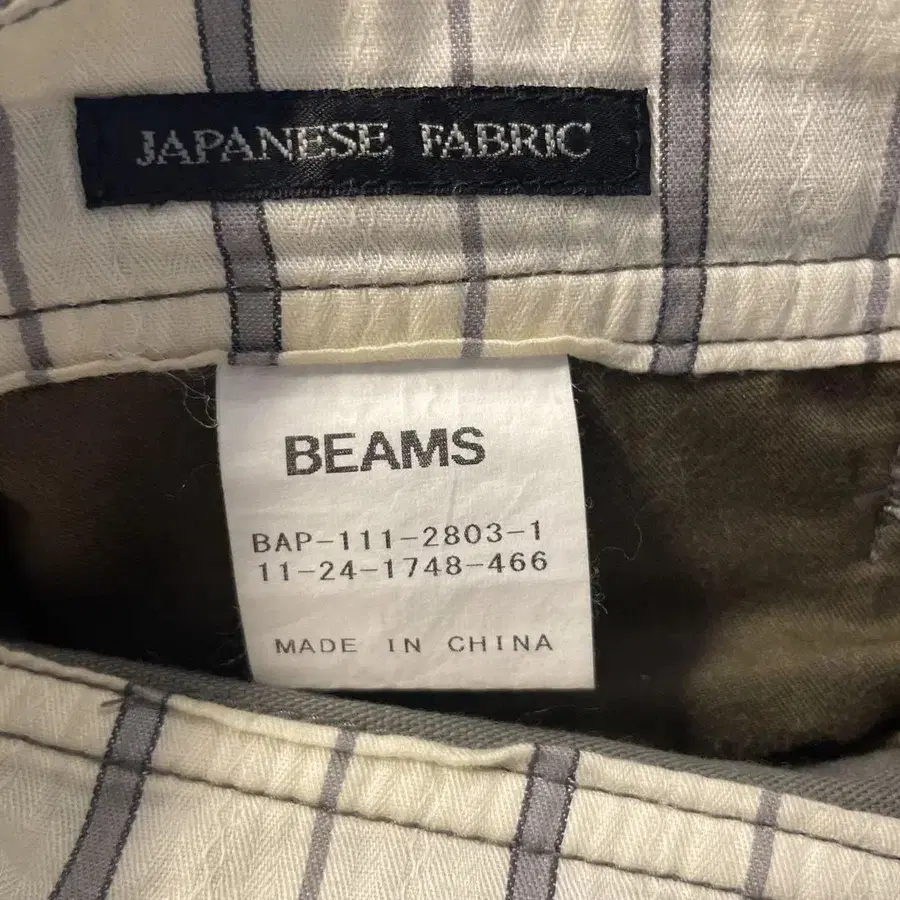 JAPANESE FABRIC
BEAMS
BAP-111-2803-1
11-24-1748-466
MADE IN CHINA